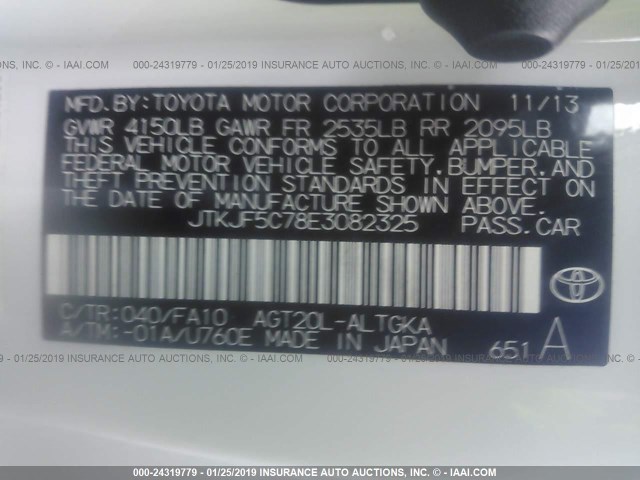 000-24319779 - 01/25/2019 INSURANCE AUTO AUCTIONS, INC. - IAAI.COM
MFD.BY:TOYOTA MOTOR CORPORATION 11/13
GVWR 4150LB GAWR FR 2535LB RR 2095LB
THIS VEHICLE CONFORMS TO ALL APPLICABLE
FEDERAL MOTOR VEHICLE SAFETY,BUMPER,AND
THEFT PREVENTION STANDARDS IN EFFECT ON
THE DATE OF MANUFACTURE SHOWN ABOVE.
JTKJF5C78E3082325 PASS.CAR
TOYOTA
C/TR:040/FA10 AGT20L-ALTGKA
A/TM:-01A/U760E MADE IN JAPAN 651 A
000-24319779 - 01/25/2019 INSURANCE AUTO AUCTIONS, INC. - IAAI.COM
000-24319779 - 01/25/2019 INSURANCE AUTO AUCTIONS, INC. - IAAI.COM